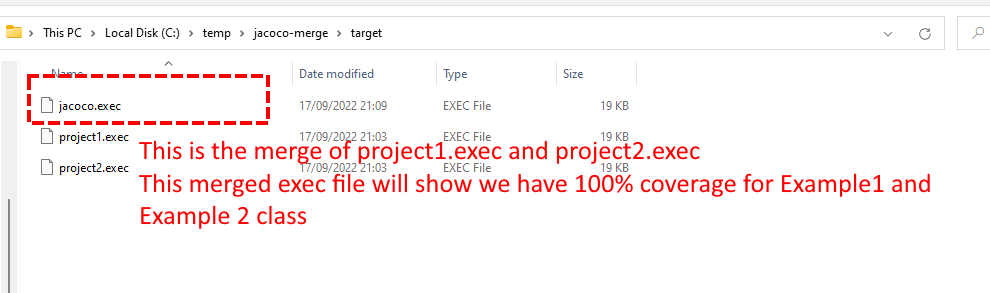 This PC > Local Disk (C:) > temp > jacoco-merge > target
Name Date modified Type Size
jacoco.exec 17/09/2022 21:09 EXEC File 19 KB
project1.exec 17/09/2022 21:03 EXEC File 19 KB
project2.exec 17/09/2022 21:03 EXEC File 19 KB
This is the merge of project1.exec and project2.exec
This merged exec file will show we have 100% coverage for Example1 and
Example 2 class